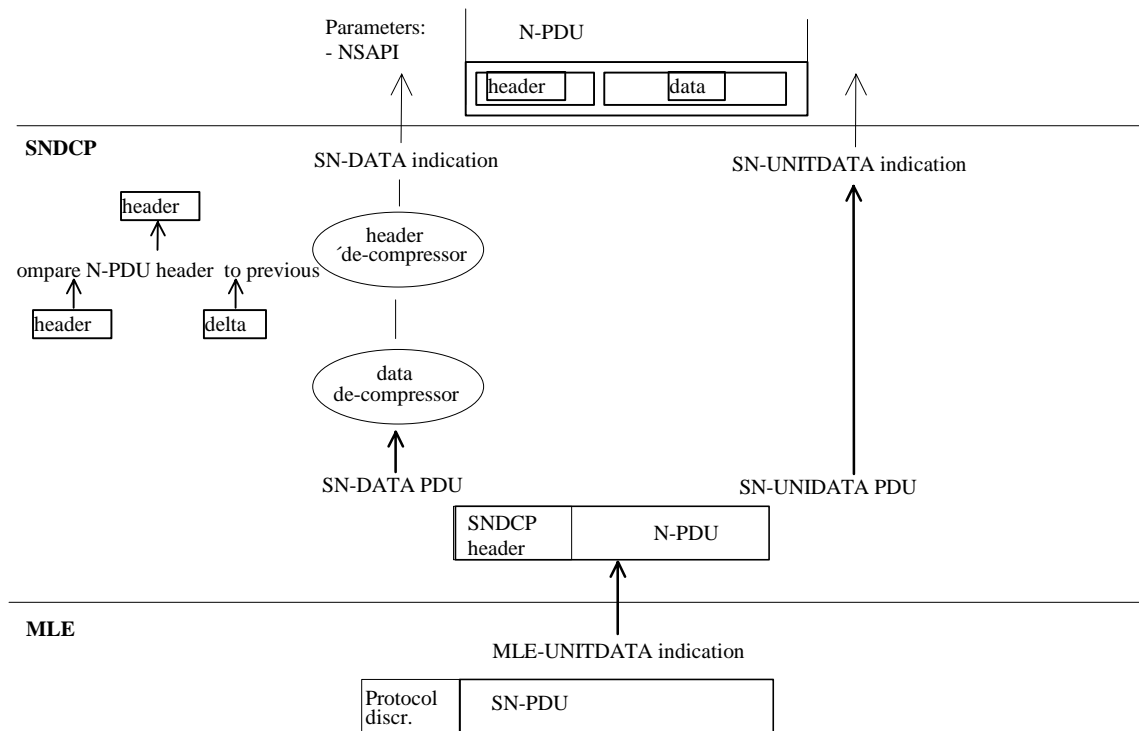 Parameters:
- NSAPI
N-PDU
header
data
SNDCP
SN-DATA indication
SN-UNITDATA indication
header
header
´de-compressor
ompare N-PDU header to previous
header
delta
data
de-compressor
SN-DATA PDU
SN-UNIDATA PDU
SNDCP
header
N-PDU
MLE
MLE-UNITDATA indication
Protocol
discr.
SN-PDU